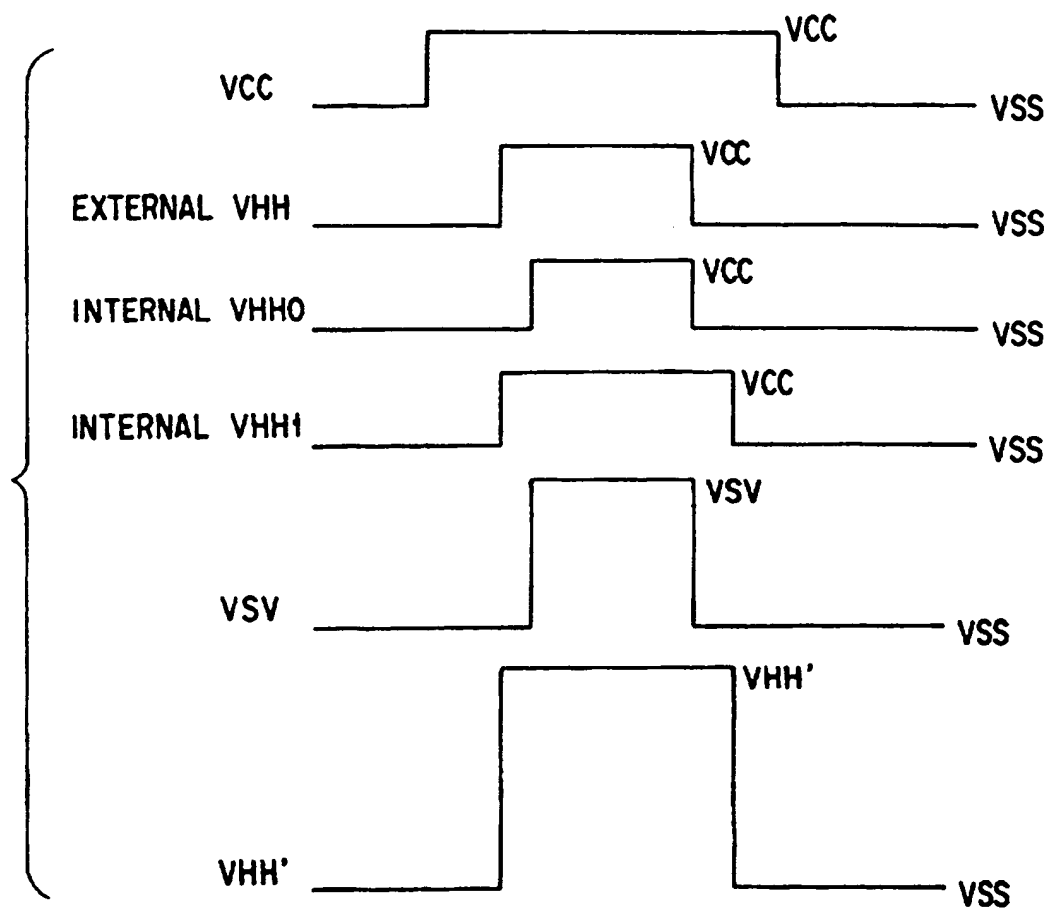 VCC
VCC
VSS
EXTERNAL VHH
VCC
VSS
INTERNAL VHH0
VCC
VSS
INTERNAL VHH1
VCC
VSS
VSV
VSV
VSS
VHH'
VHH'
VSS